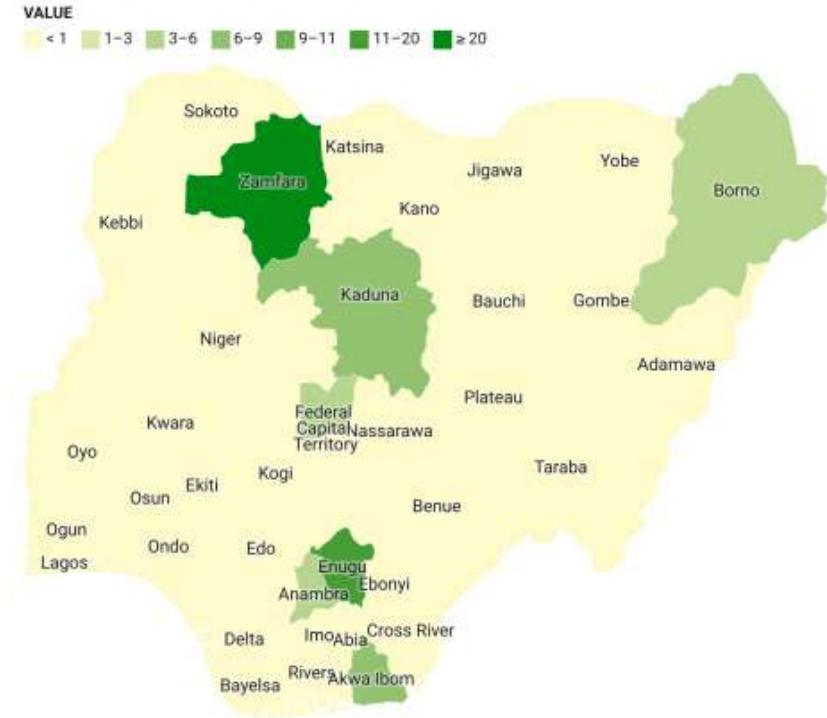 VALUE
< 1 1–3 3–6 6–9 9–11 11–20 ≥ 20
Sokoto
Katsina
Zamfara
Jigawa
Yobe
Borno
Kano
Kebbi
Kaduna
Bauchi
Gombe
Niger
Adamawa
Plateau
Federal
Capital
Territory
Nassarawa
Kwara
Oyo
Taraba
Kogi
Ekiti
Osun
Benue
Ogun
Ondo
Edo
Lagos
Enugu
Ebonyi
Anambra
Cross River
Delta
Imo
Abia
Rivers
Akwa Ibom
Bayelsa